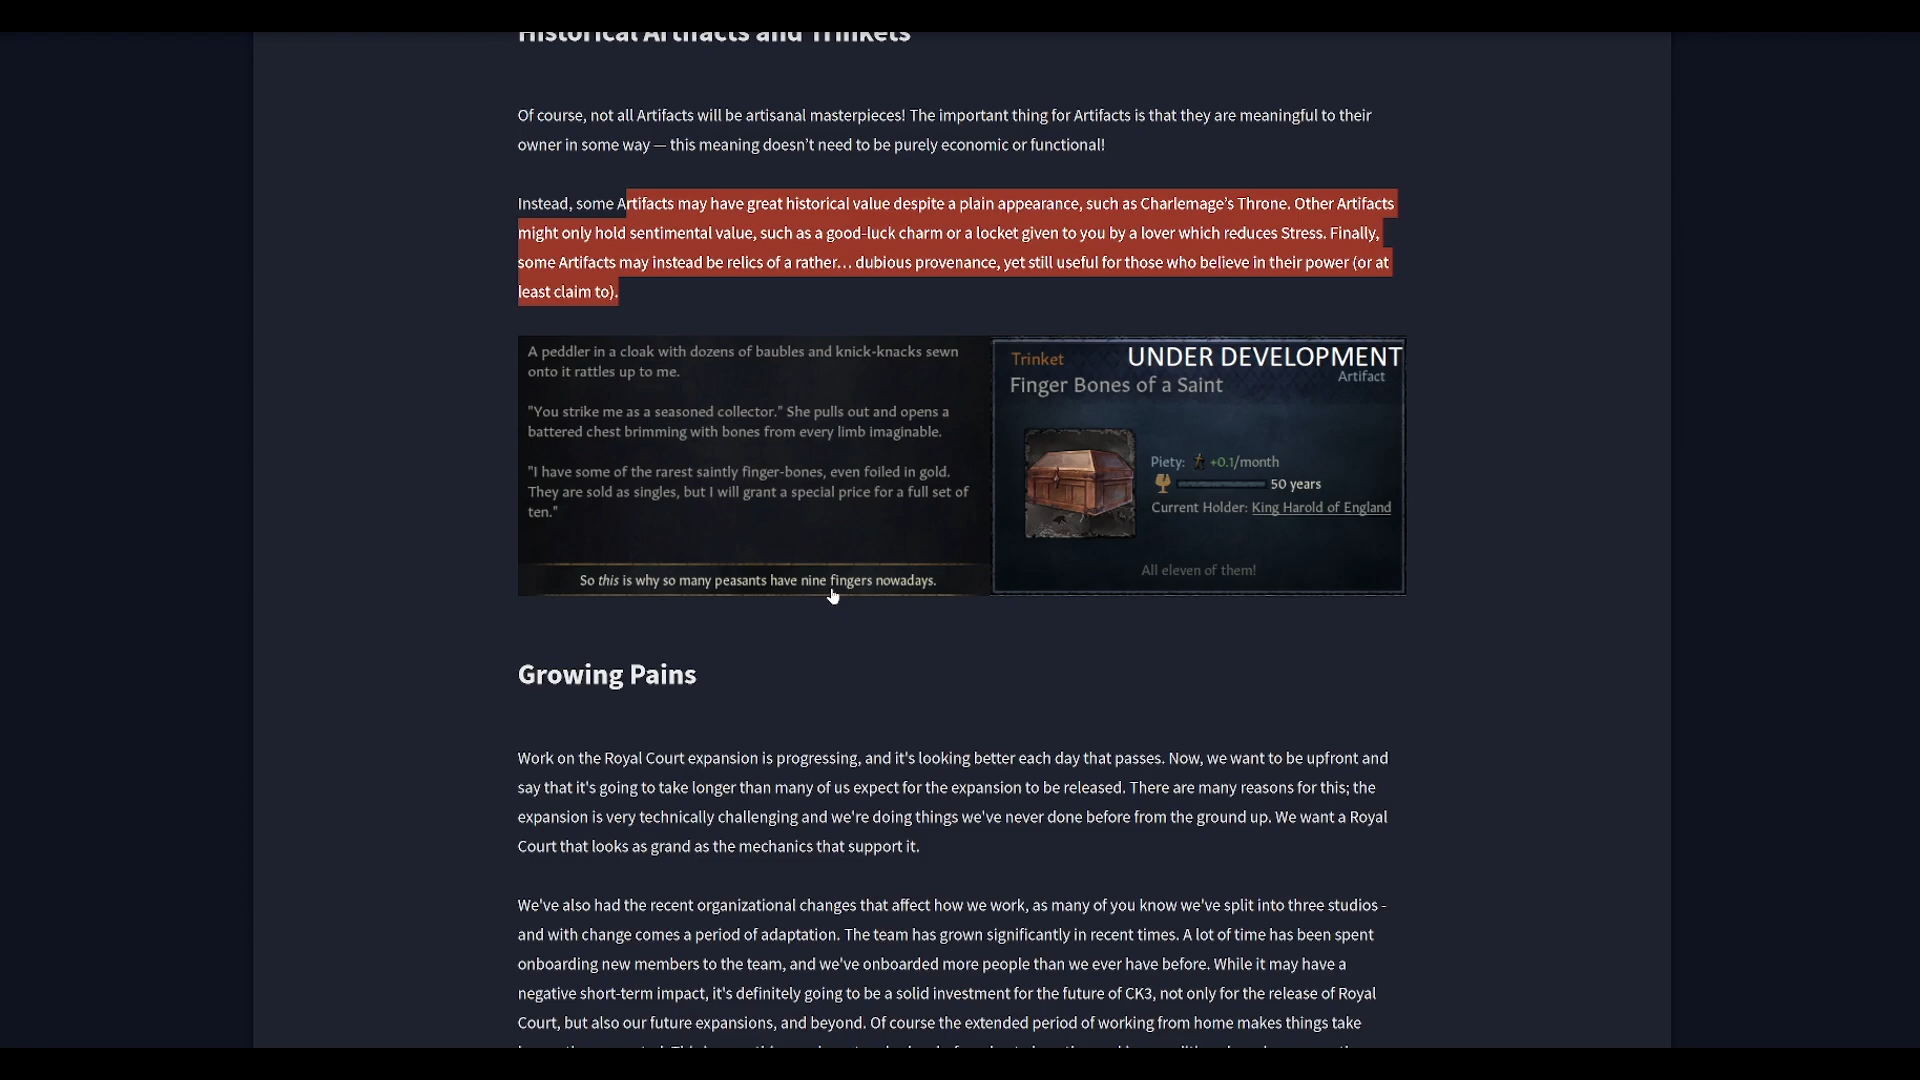 Historical Artifacts and Trinkets
Of course, not all Artifacts will be artisanal masterpieces! The important thing for Artifacts is that they are meaningful to their
owner in some way — this meaning doesn’t need to be purely economic or functional!
Instead, some Artifacts may have great historical value despite a plain appearance, such as Charlemage’s Throne. Other Artifacts
might only hold sentimental value, such as a good-luck charm or a locket given to you by a lover which reduces Stress. Finally,
some Artifacts may instead be relics of a rather… dubious provenance, yet still useful for those who believe in their power (or at
least claim to).
A peddler in a cloak with dozens of baubles and knick-knacks sewn
onto it rattles up to me.
"You strike me as a seasoned collector." She pulls out and opens a
battered chest brimming with bones from every limb imaginable.
"I have some of the rarest saintly finger-bones, even foiled in gold.
They are sold as singles, but I will grant a special price for a full set of
ten."
So this is why so many peasants have nine fingers nowadays.
Trinket
UNDER DEVELOPMENT
Artifact
Finger Bones of a Saint
Piety: +0.1/month
50 years
Current Holder: King Harold of England
All eleven of them!
Growing Pains
Work on the Royal Court expansion is progressing, and it's looking better each day that passes. Now, we want to be upfront and
say that it's going to take longer than many of us expect for the expansion to be released. There are many reasons for this; the
expansion is very technically challenging and we're doing things we've never done before from the ground up. We want a Royal
Court that looks as grand as the mechanics that support it.
We've also had the recent organizational changes that affect how we work, as many of you know we've split into three studios -
and with change comes a period of adaptation. The team has grown significantly in recent times. A lot of time has been spent
onboarding new members to the team, and we've onboarded more people than we ever have before. While it may have a
negative short-term impact, it's definitely going to be a solid investment for the future of CK3, not only for the release of Royal
Court, but also our future expansions, and beyond. Of course the extended period of working from home makes things take